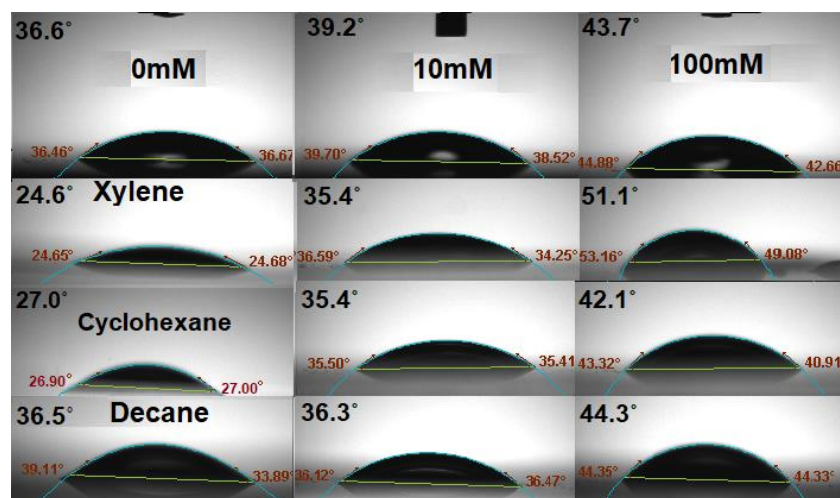 36.6° 39.2° 43.7°
0mM 10mM 100mM
36.46° 36.67 39.70° 38.52° 44.88° 42.66
24.6° Xylene 35.4° 51.1°
24.65° 24.68° 36.59° 34.25° 53.16° 49.08°
27.0° 35.4° 42.1°
Cyclohexane
26.90° 27.00° 35.50° 35.41 43.32° 40.91
36.5° Decane 36.3° 44.3°
39.11° 33.89° 36.12° 36.47° 44.35° 44.33°